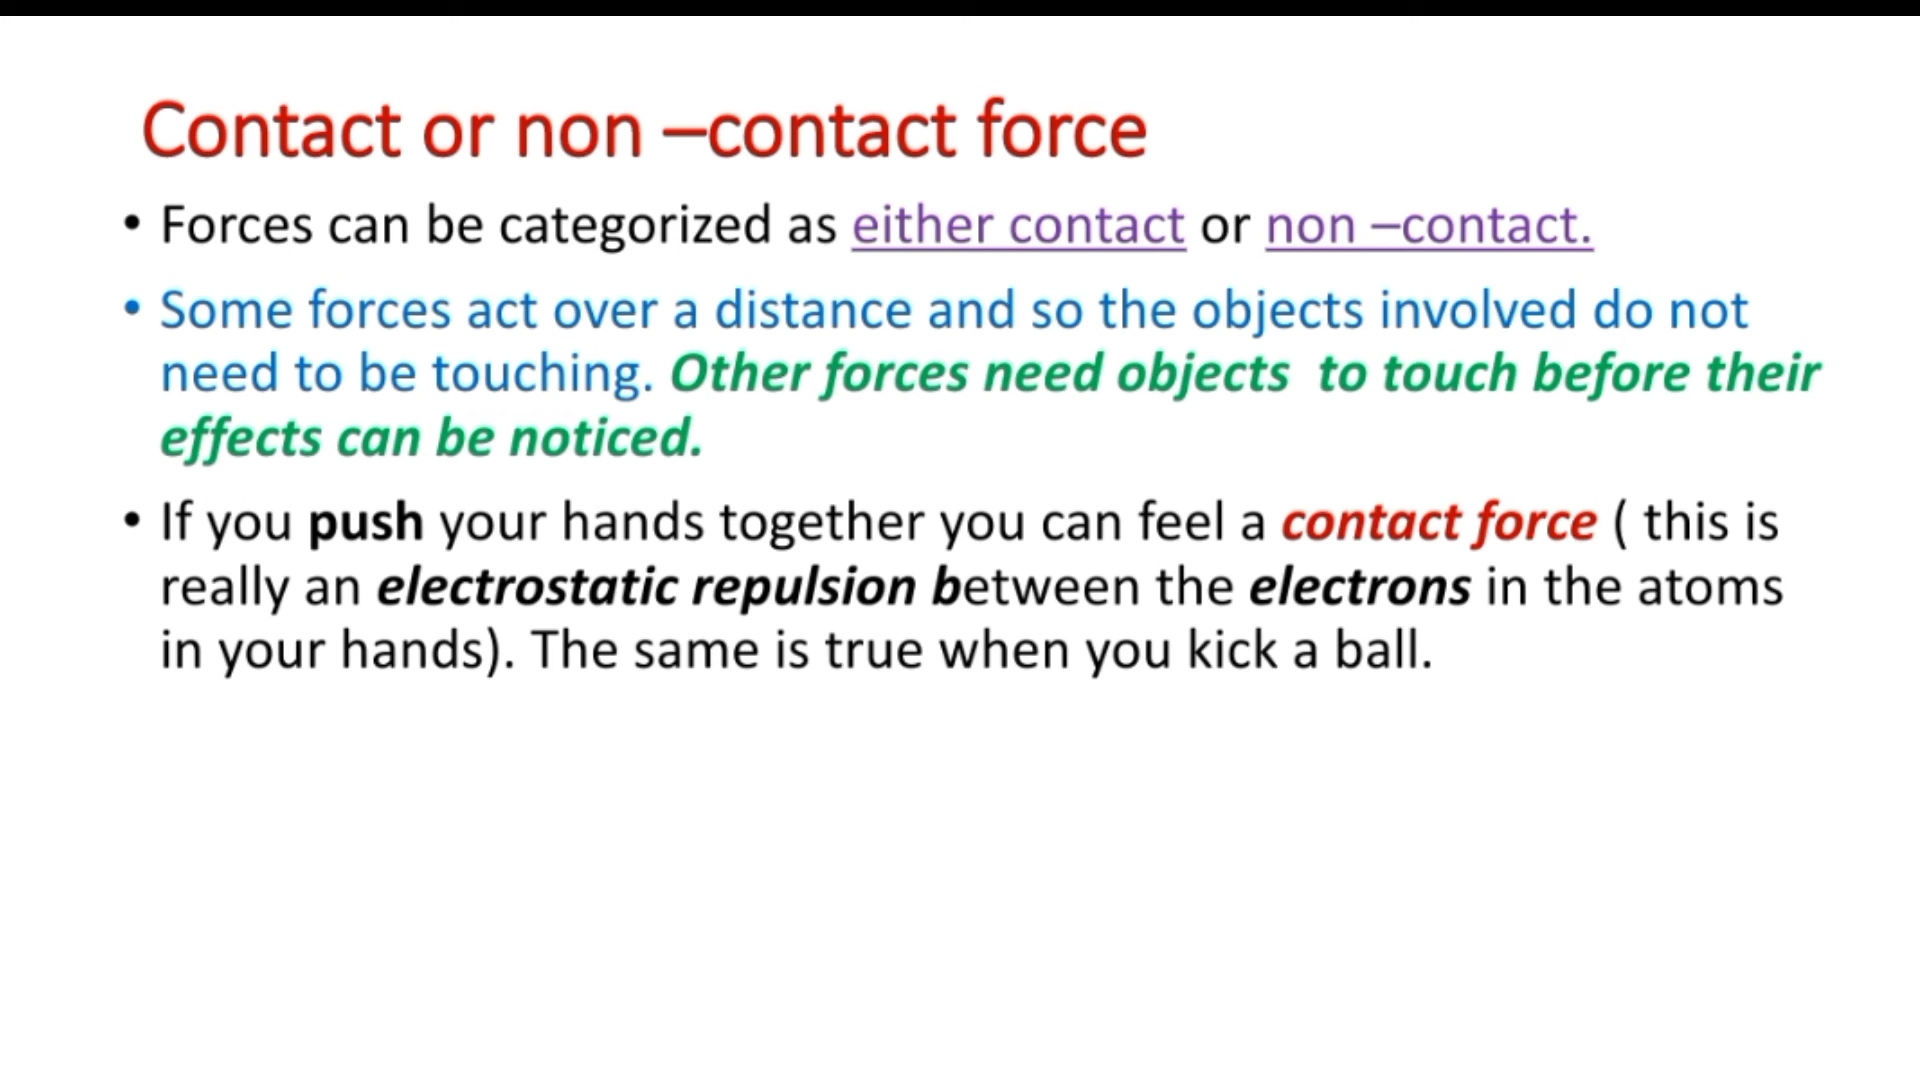 Contact or non –contact force
• Forces can be categorized as either contact or non –contact.
• Some forces act over a distance and so the objects involved do not
need to be touching. Other forces need objects  to touch before their
effects can be noticed.
• If you push your hands together you can feel a contact force ( this is
really an electrostatic repulsion between the electrons in the atoms
in your hands). The same is true when you kick a ball.